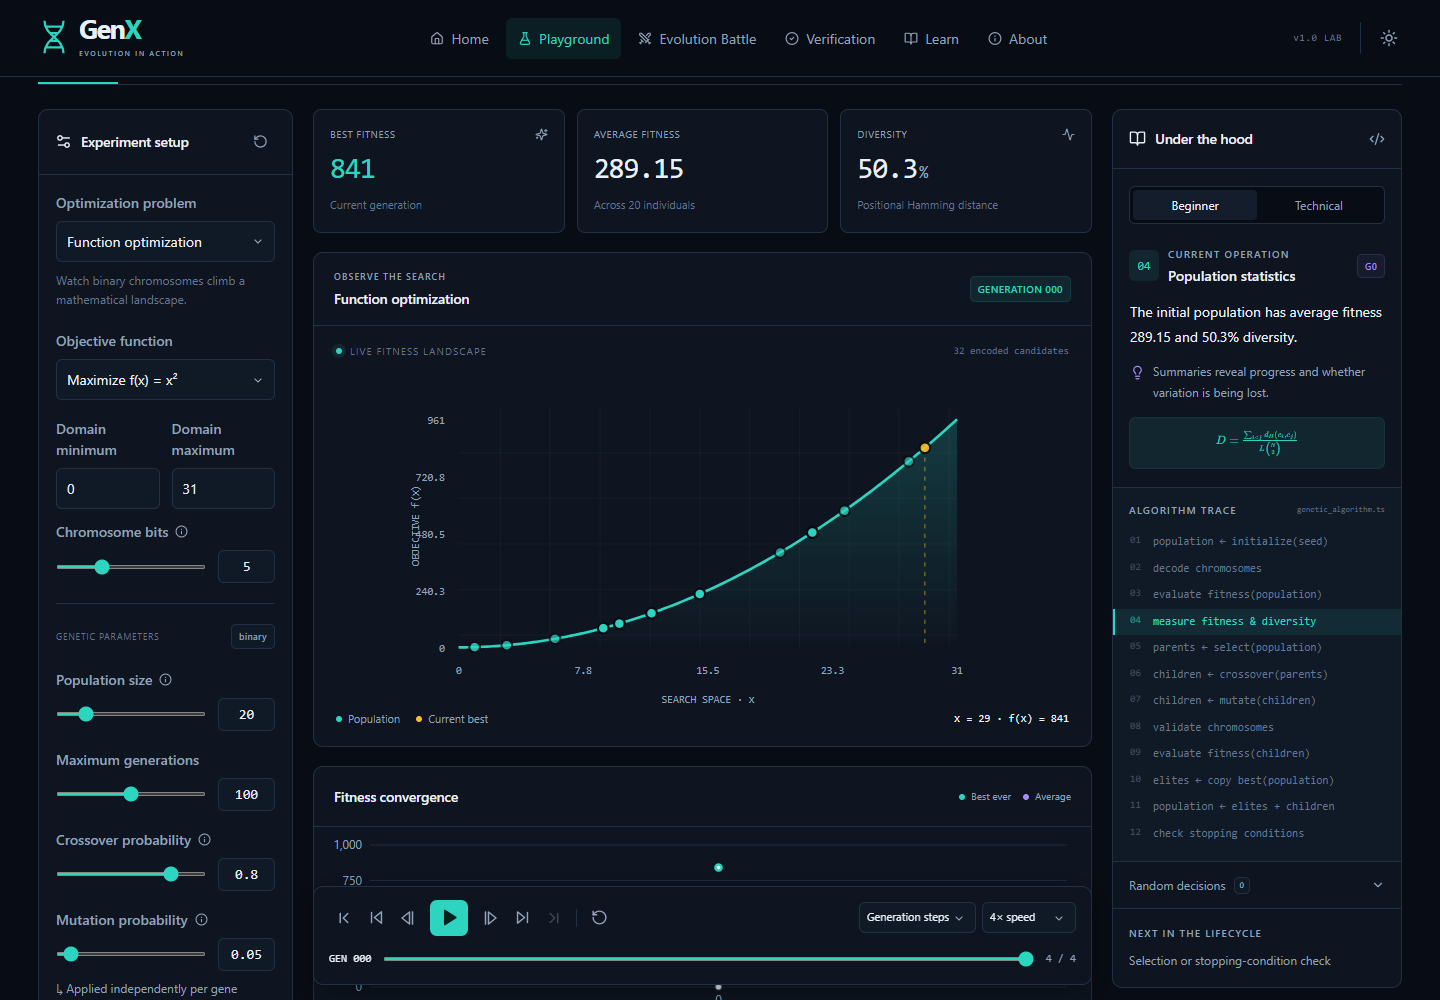 GenX
EVOLUTION IN ACTION
Home
Playground
Evolution Battle
Verification
Learn
About
v1.0 LAB
Experiment setup
Optimization problem
Function optimization
Watch binary chromosomes climb a
mathematical landscape.
Objective function
Maximize f(x) = x²
Domain
minimum
Domain
maximum
0
31
Chromosome bits
5
GENETIC PARAMETERS
binary
Population size
20
Maximum generations
100
Crossover probability
0.8
Mutation probability
0.05
↳ Applied independently per gene
BEST FITNESS
841
Current generation
AVERAGE FITNESS
289.15
Across 20 individuals
DIVERSITY
50.3%
Positional Hamming distance
OBSERVE THE SEARCH
Function optimization
GENERATION 000
LIVE FITNESS LANDSCAPE
32 encoded candidates
961
720.8
480.5
240.3
0
OBJECTIVE f(x)
0
7.8
15.5
23.3
31
SEARCH SPACE · x
Population
Current best
x = 29 · f(x) = 841
Fitness convergence
Best ever
Average
1,000
750
0
0
Generation steps
4× speed
GEN 000
4 / 4
Under the hood
Beginner
Technical
04
CURRENT OPERATION
Population statistics
G0
The initial population has average fitness
289.15 and 50.3% diversity.
Summaries reveal progress and whether
variation is being lost.
D = ∑i<j dH(ci,cj) / L(N 2)
ALGORITHM TRACE
genetic_algorithm.ts
01 population ← initialize(seed)
02 decode chromosomes
03 evaluate fitness(population)
04 measure fitness & diversity
05 parents ← select(population)
06 children ← crossover(parents)
07 children ← mutate(children)
08 validate chromosomes
09 evaluate fitness(children)
10 elites ← copy best(population)
11 population ← elites + children
12 check stopping conditions
Random decisions 0
NEXT IN THE LIFECYCLE
Selection or stopping-condition check